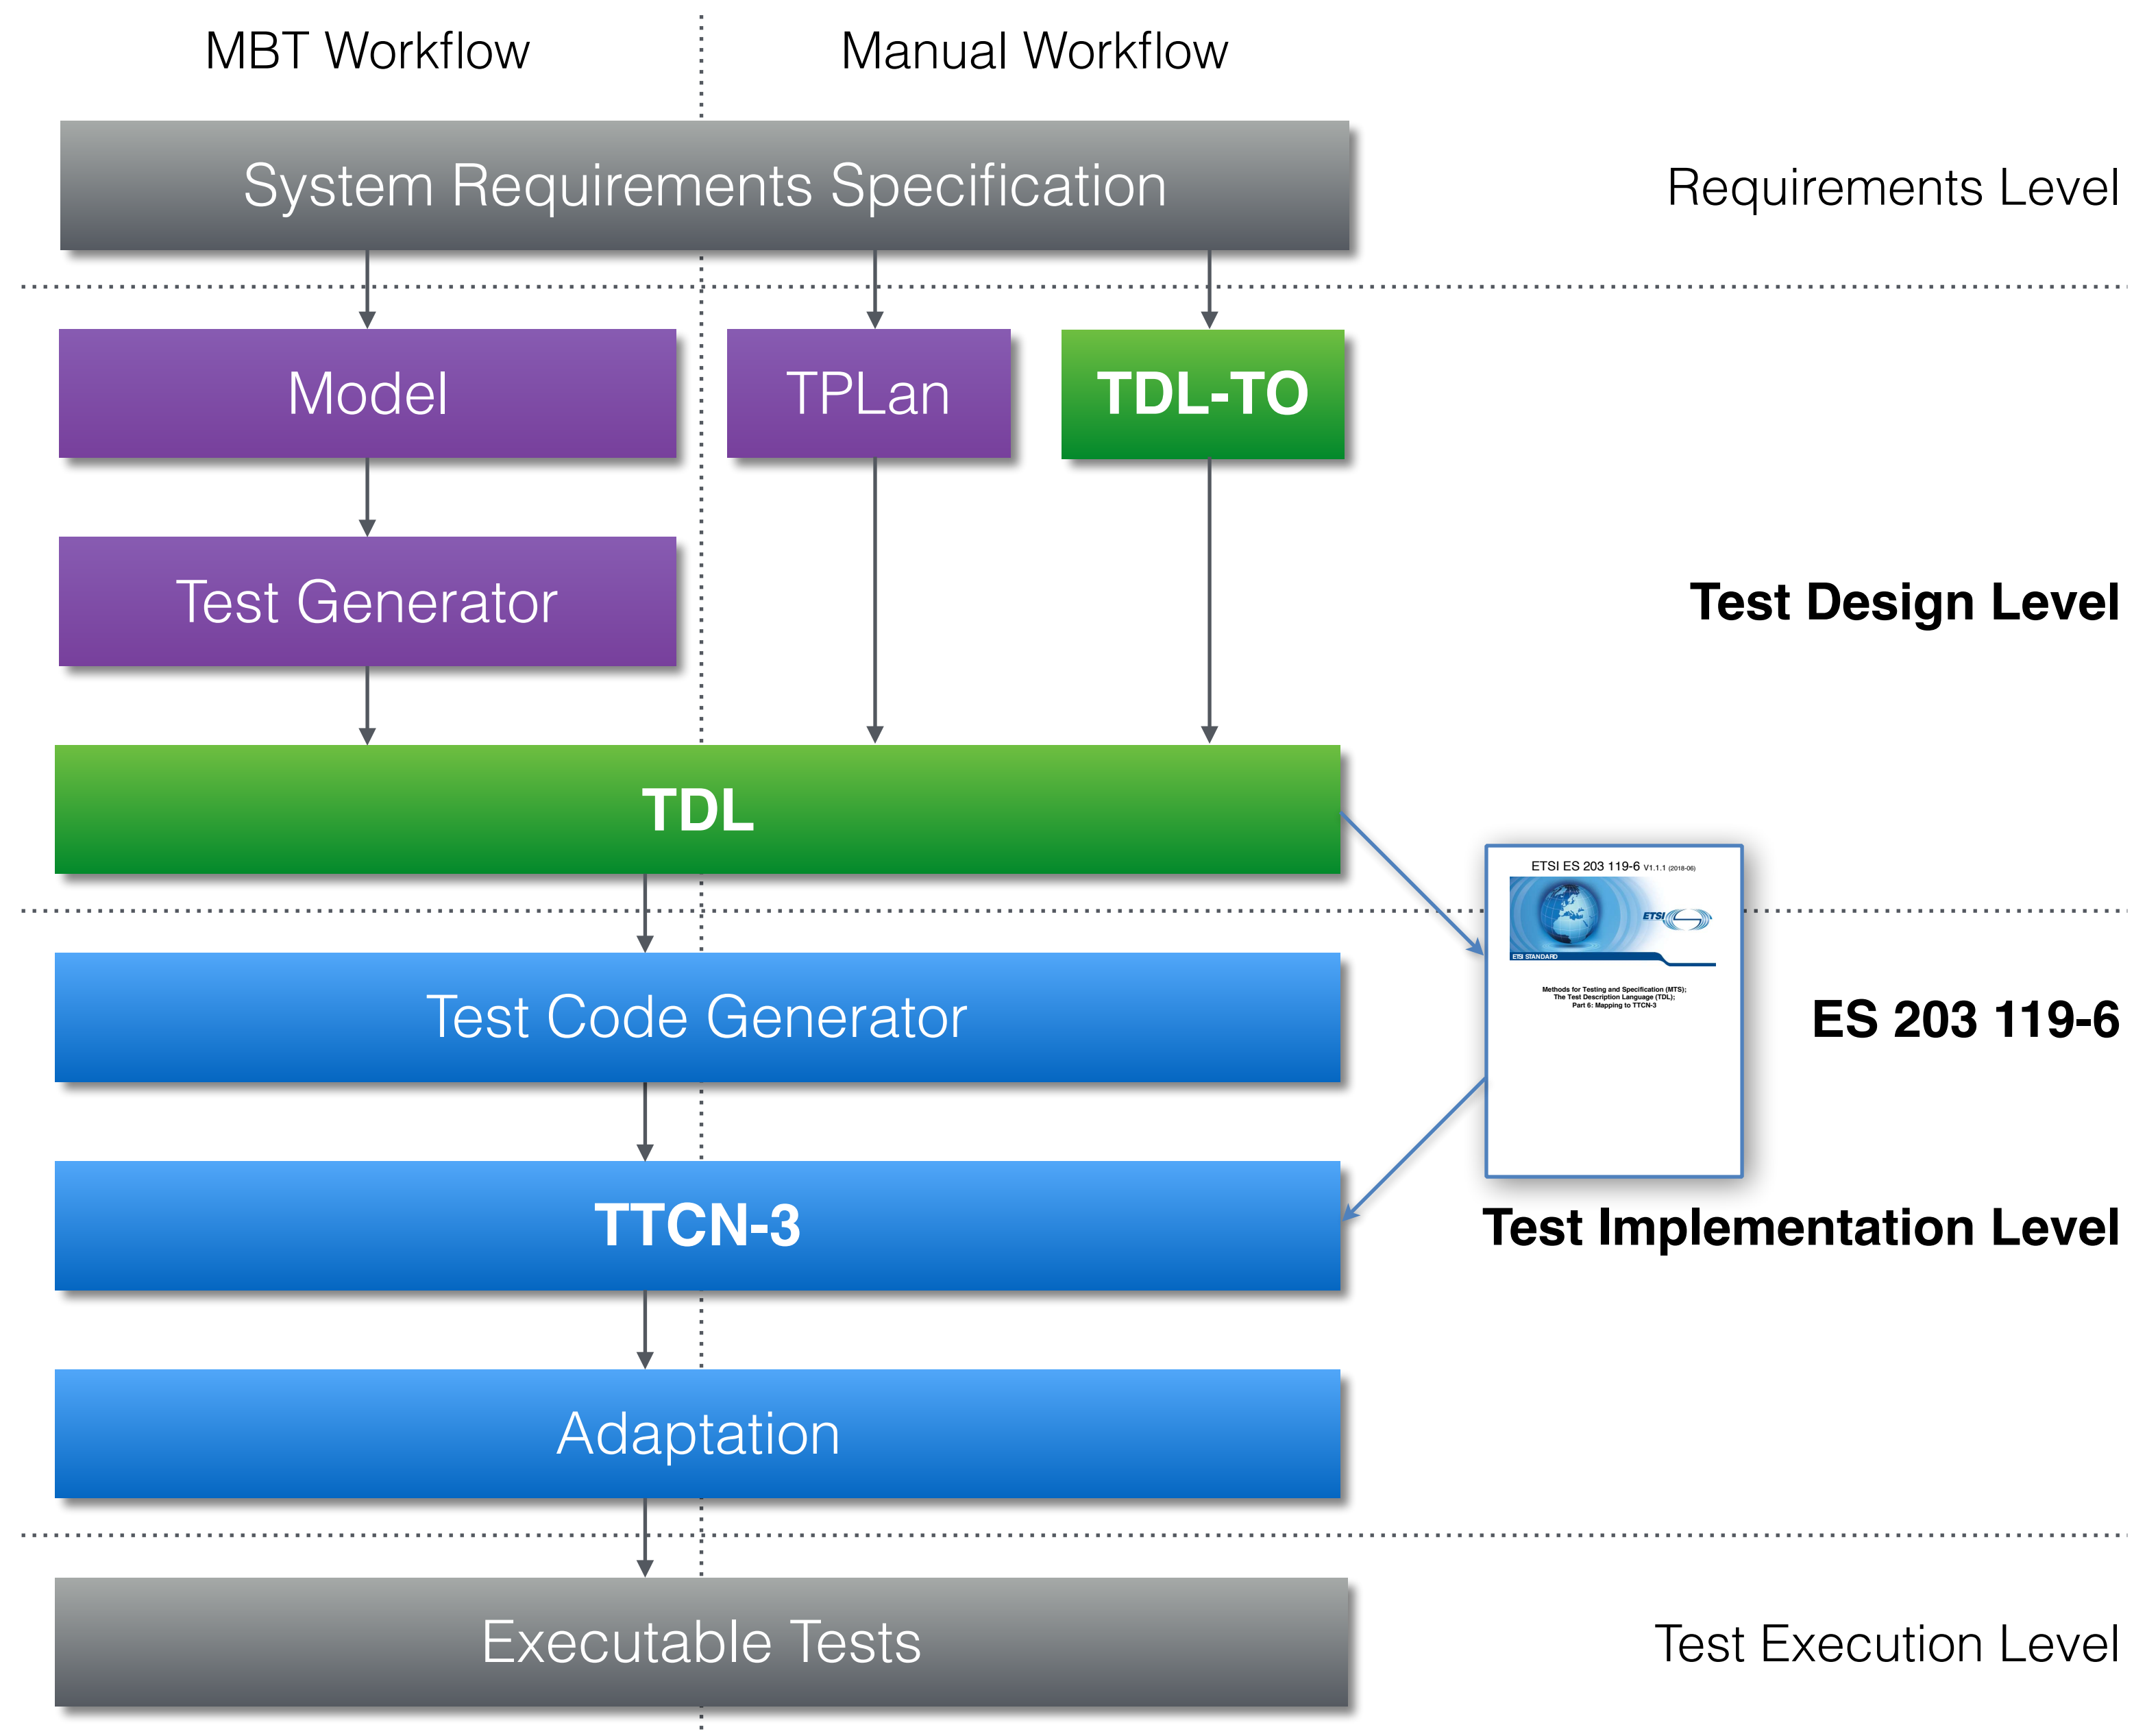 MBT Workflow
Manual Workflow
System Requirements Specification
Requirements Level
Model
TPLan
TDL-TO
Test Generator
Test Design Level
TDL
ETSI ES 203 119-6 V1.1.1 (2018-06)
ETSI
ETSI STANDARD
Methods for Testing and Specification (MTS);
The Test Description Language (TDL);
Part 6: Mapping to TTCN-3
Test Code Generator
ES 203 119-6
TTCN-3
Test Implementation Level
Adaptation
Executable Tests
Test Execution Level